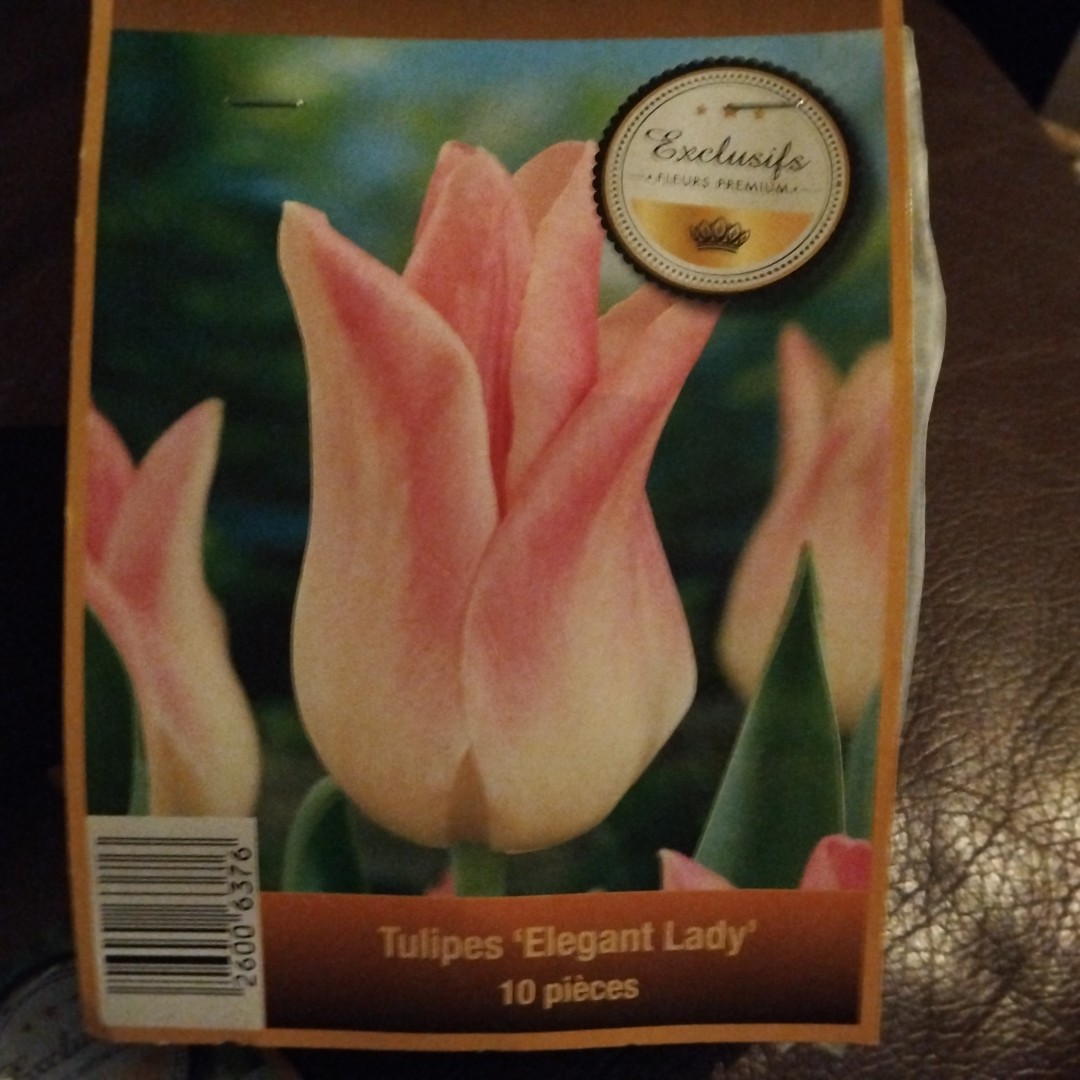 Exclusifs
FLEURS PREMIUM
2600 6376
Tulipes ‘Elegant Lady’
10 pièces